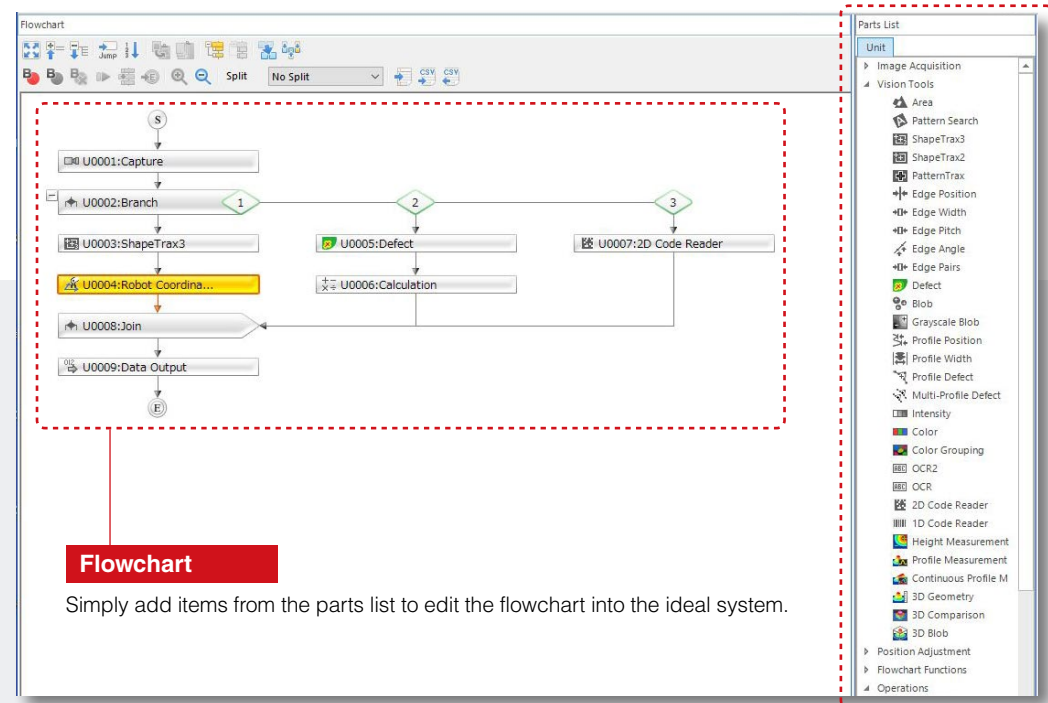 Flowchart
Jump
B B B E Split No Split CSV CSV
S
U0001:Capture
U0002:Branch 1 2 3
U0003:ShapeTrax3 U0005:Defect U0007:2D Code Reader
U0004:Robot Coordina... U0006:Calculation
U0008:Join
U0009:Data Output
E
Flowchart
Simply add items from the parts list to edit the flowchart into the ideal system.
Parts List
Unit
Image Acquisition
Vision Tools
Area
Pattern Search
ShapeTrax3
ShapeTrax2
PatternTrax
Edge Position
Edge Width
Edge Pitch
Edge Angle
Edge Pairs
Defect
Blob
Grayscale Blob
Profile Position
Profile Width
Profile Defect
Multi-Profile Defect
Intensity
Color
Color Grouping
ABC OCR2
ABC OCR
2D Code Reader
1D Code Reader
Height Measurement
Profile Measurement
Continuous Profile M
3D Geometry
3D Comparison
3D Blob
Position Adjustment
Flowchart Functions
Operations